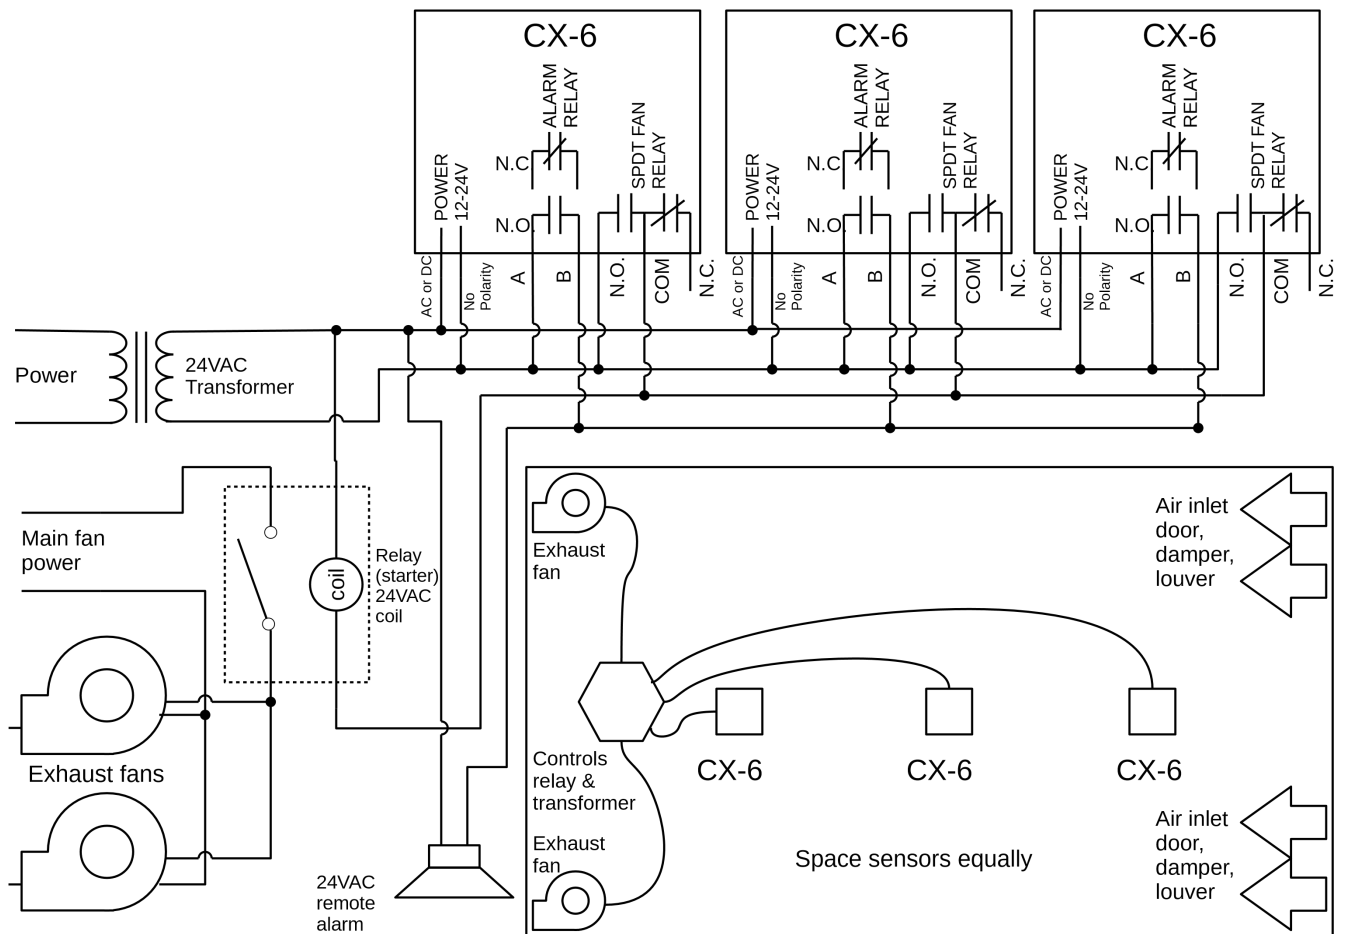 CX-6
CX-6
CX-6
ALARM
RELAY
SPDT FAN
RELAY
POWER
12-24V
N.C
N.O.
AC or DC
No
Polarity
A
B
N.O.
COM
N.C.
ALARM
RELAY
SPDT FAN
RELAY
POWER
12-24V
N.C
N.O.
AC or DC
No
Polarity
A
B
N.O.
COM
N.C.
ALARM
RELAY
SPDT FAN
RELAY
POWER
12-24V
N.C
N.O.
AC or DC
No
Polarity
A
B
N.O.
COM
N.C.
Power
24VAC
Transformer
Main fan
power
coil
Relay
(starter)
24VAC
coil
Exhaust fans
24VAC
remote
alarm
Exhaust
fan
Air inlet
door,
damper,
louver
Controls
relay &
transformer
CX-6
CX-6
CX-6
Exhaust
fan
Space sensors equally
Air inlet
door,
damper,
louver